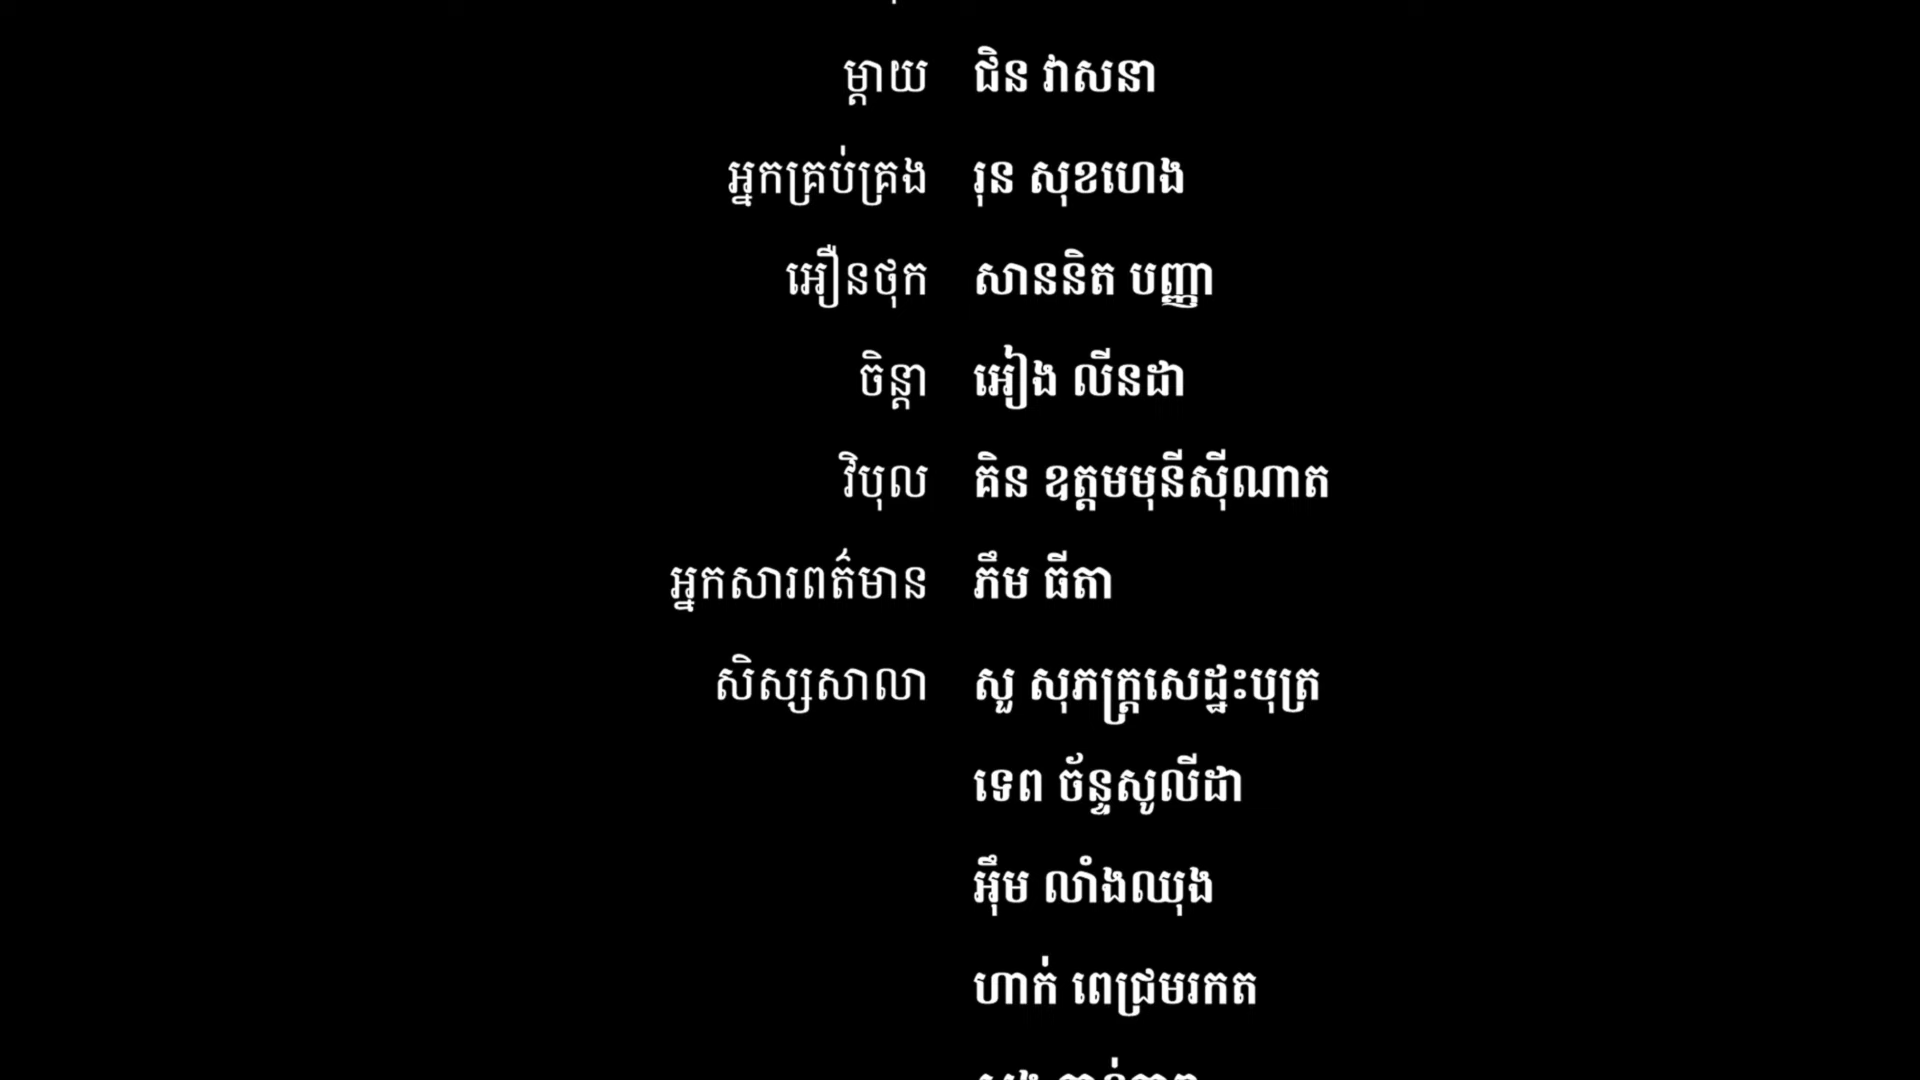 ម្តាយ ជិន វាសនា
អ្នកគ្រប់គ្រង រុន សុខហេង
អឿនថុក សាននិត បញ្ញា
ចិន្តា អៀង លីនដា
វិបុល គិន ឧត្តមមុនីស៊ីណាត
អ្នកសារពត៌មាន ភឹម ធីតា
សិស្សសាលា សួ សុភក្ត្រសេដ្ឋះបុត្រ
ទេព ច័ន្ទសូលីដា
អ៊ឹម លាំងឈុង
ហាក់ ពេជ្រមរកត